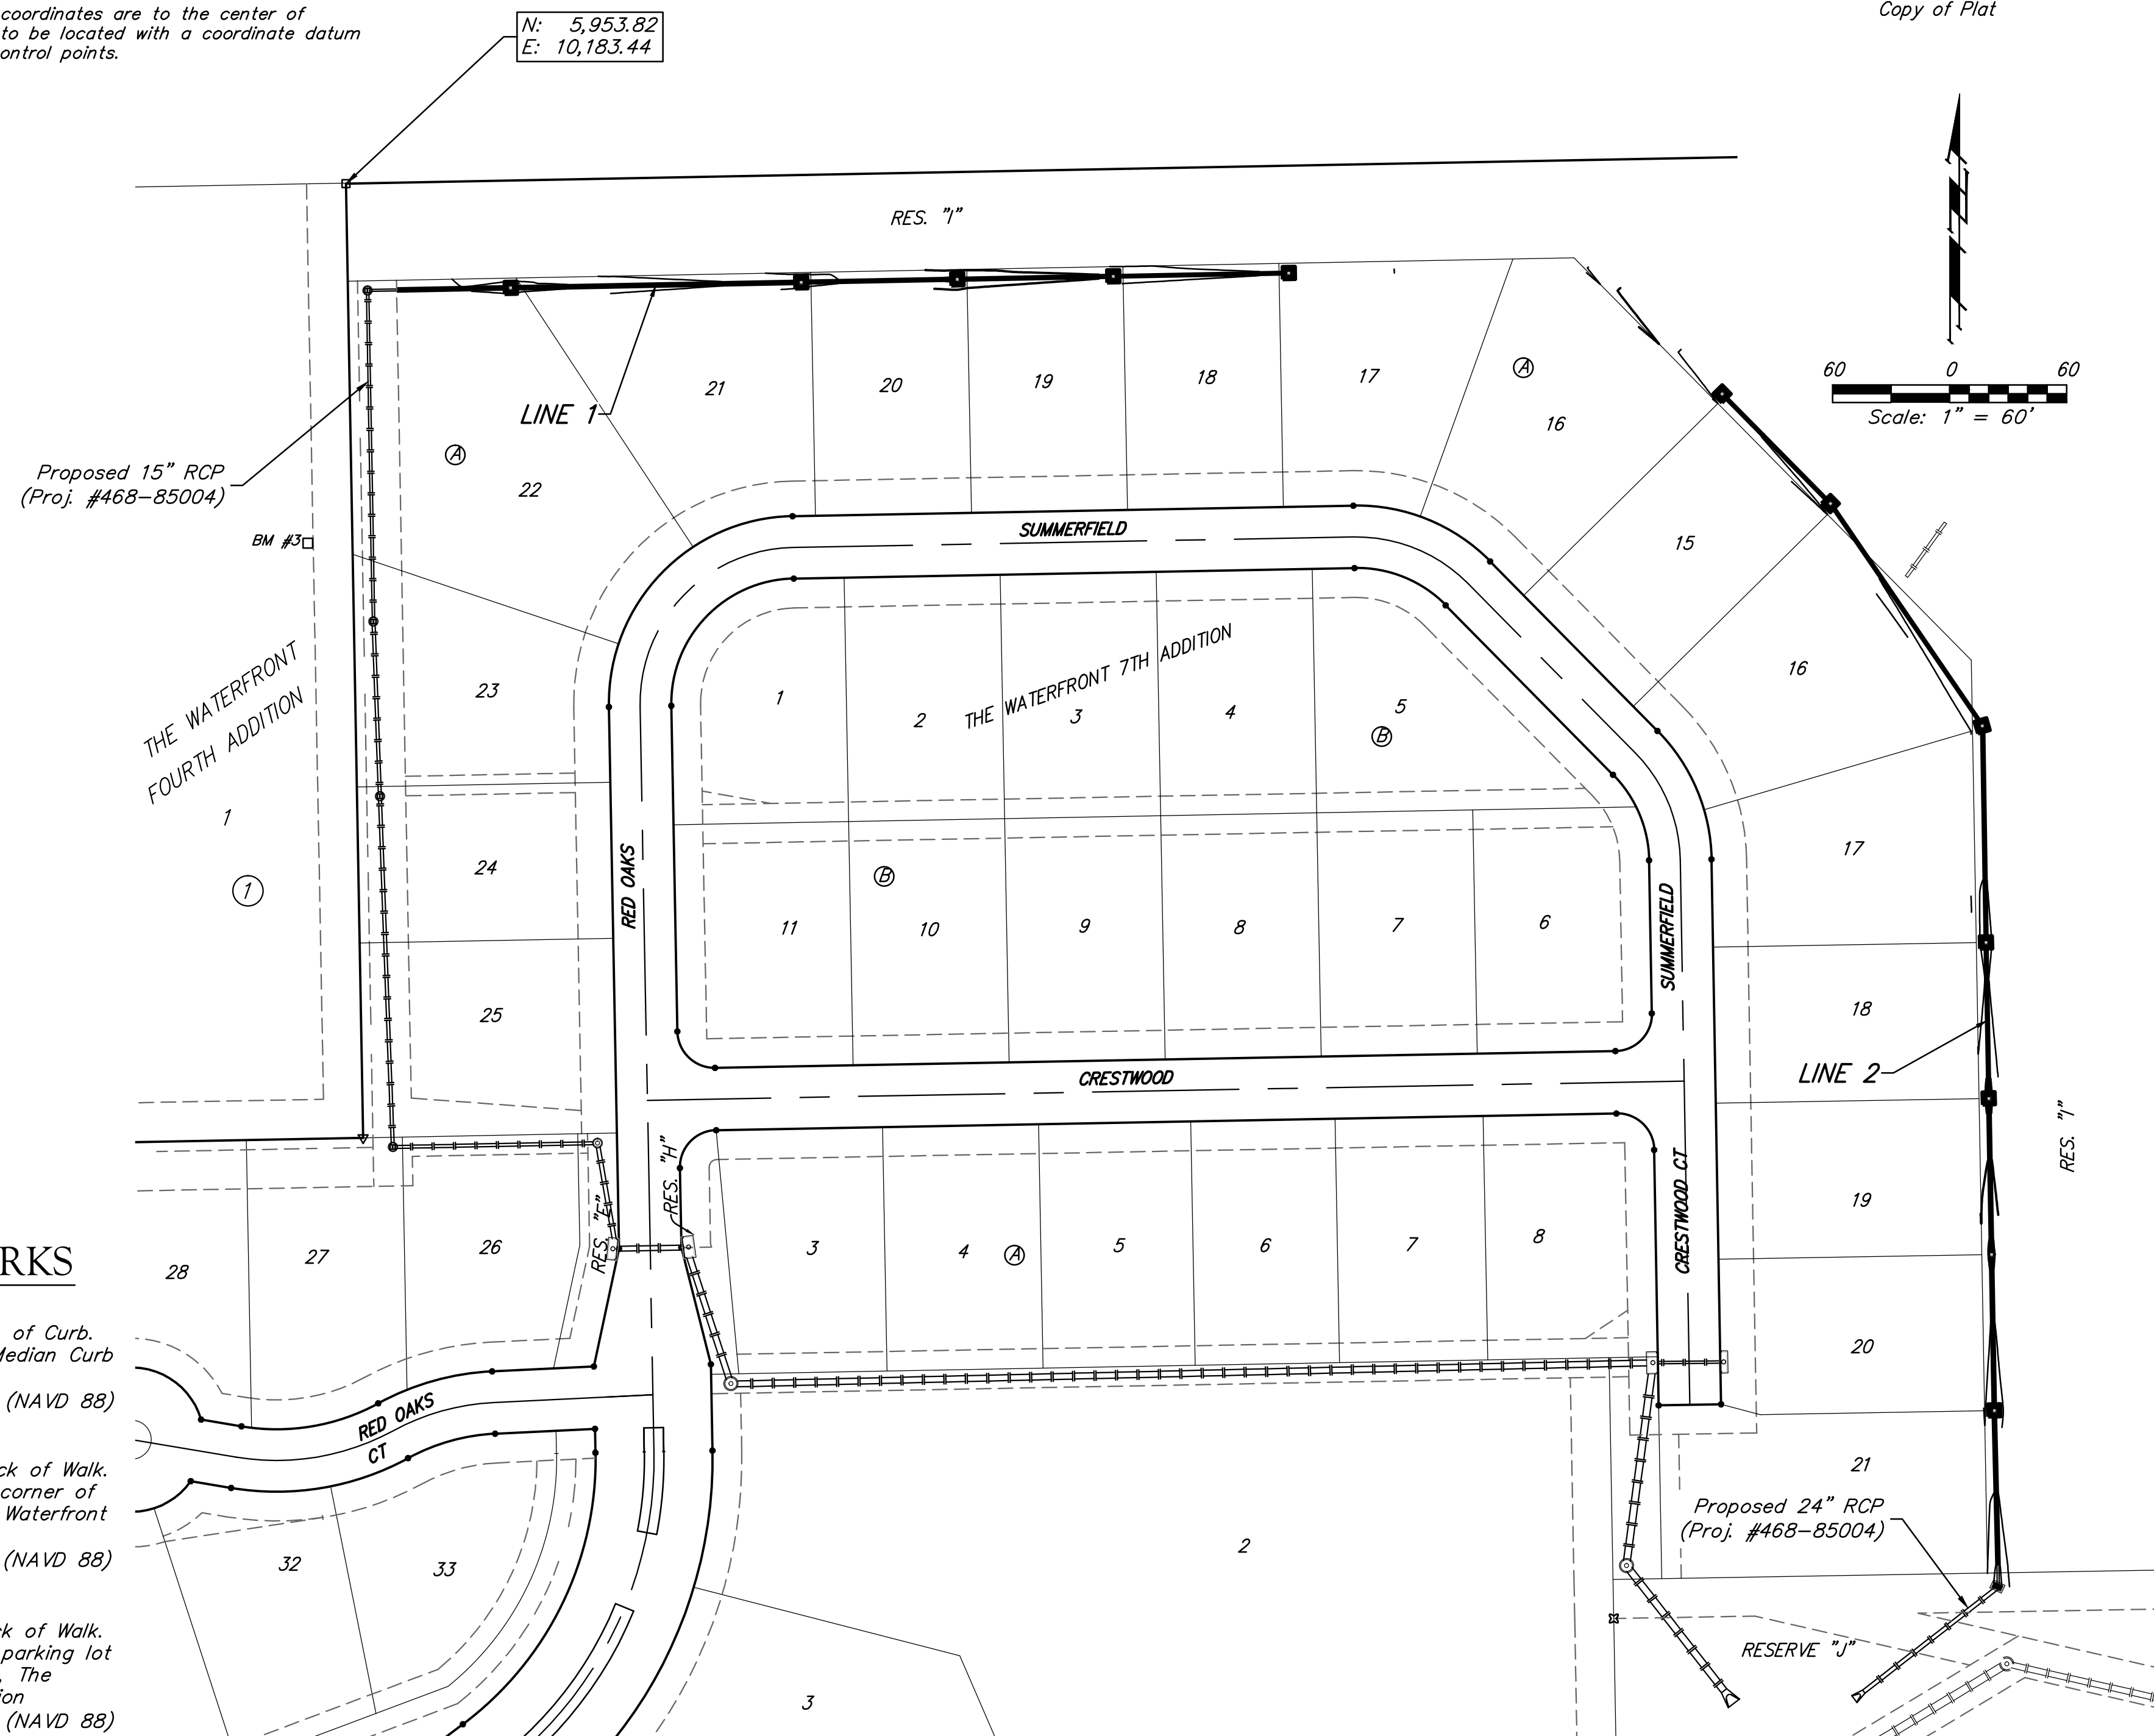 coordinates are to the center of
to be located with a coordinate datum
ontrol points.
N: 5,953.82
E: 10,183.44
Copy of Plat
RES. "I"
60 0 60
Scale: 1" = 60'
LINE 1
21
20
19
18
17
A
16
15
16
17
18
19
20
21
Proposed 15" RCP
(Proj. #468-85004)
A
22
BM #3
SUMMERFIELD
THE WATERFRONT
FOURTH ADDITION
1
1
23
24
25
RED OAKS
1
2
THE WATERFRONT 7TH ADDITION
3
4
5
B
B
11
10
9
8
7
6
SUMMERFIELD
CRESTWOOD
LINE 2
RES. "I"
RES. "H"
RES. "E"
CRESTWOOD CT
3
4
A
5
6
7
8
28
27
26
RKS
of Curb.
Median Curb
(NAVD 88)
RED OAKS
CT
ck of Walk.
corner of
Waterfront
(NAVD 88)
32
33
2
3
Proposed 24" RCP
(Proj. #468-85004)
RESERVE "J"
ck of Walk.
parking lot
The
ion
(NAVD 88)